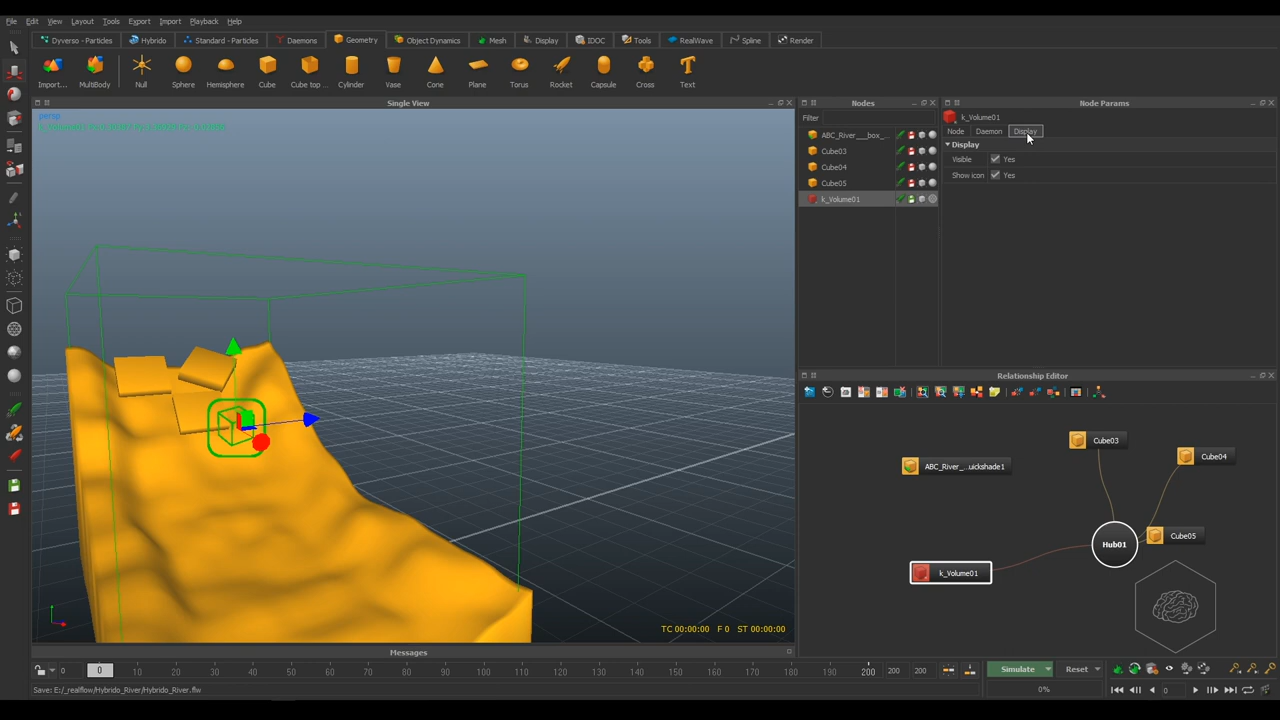 File Edit View Layout Tools Export Import Playback Help
Dyverso - Particles Hybrido Standard - Particles Daemons Geometry Object Dynamics Mesh Display IDOC Tools RealWave Spline Render
Import... MultiBody Null Sphere Hemisphere Cube Cube top ... Cylinder Vase Cone Plane Torus Rocket Capsule Cross Text
Single View
persp
Nodes
Filter
ABC_River___box_...
Cube03
Cube04
Cube05
k_Volume01
Node Params
k_Volume01
Node Daemon Display
Display
Visible Yes
Show icon Yes
Relationship Editor
Cube03
Cube04
ABC_River_...uickshade1
Cube05
Hub01
k_Volume01
TC 00:00:00 F 0 ST 00:00:00
Messages
0 0 10 20 30 40 50 60 70 80 90 100 110 120 130 140 150 160 170 180 190 200 200 200
Simulate Reset
Save: E:/_realflow/Hybrido_River/Hybrido_River.flw
0%
0